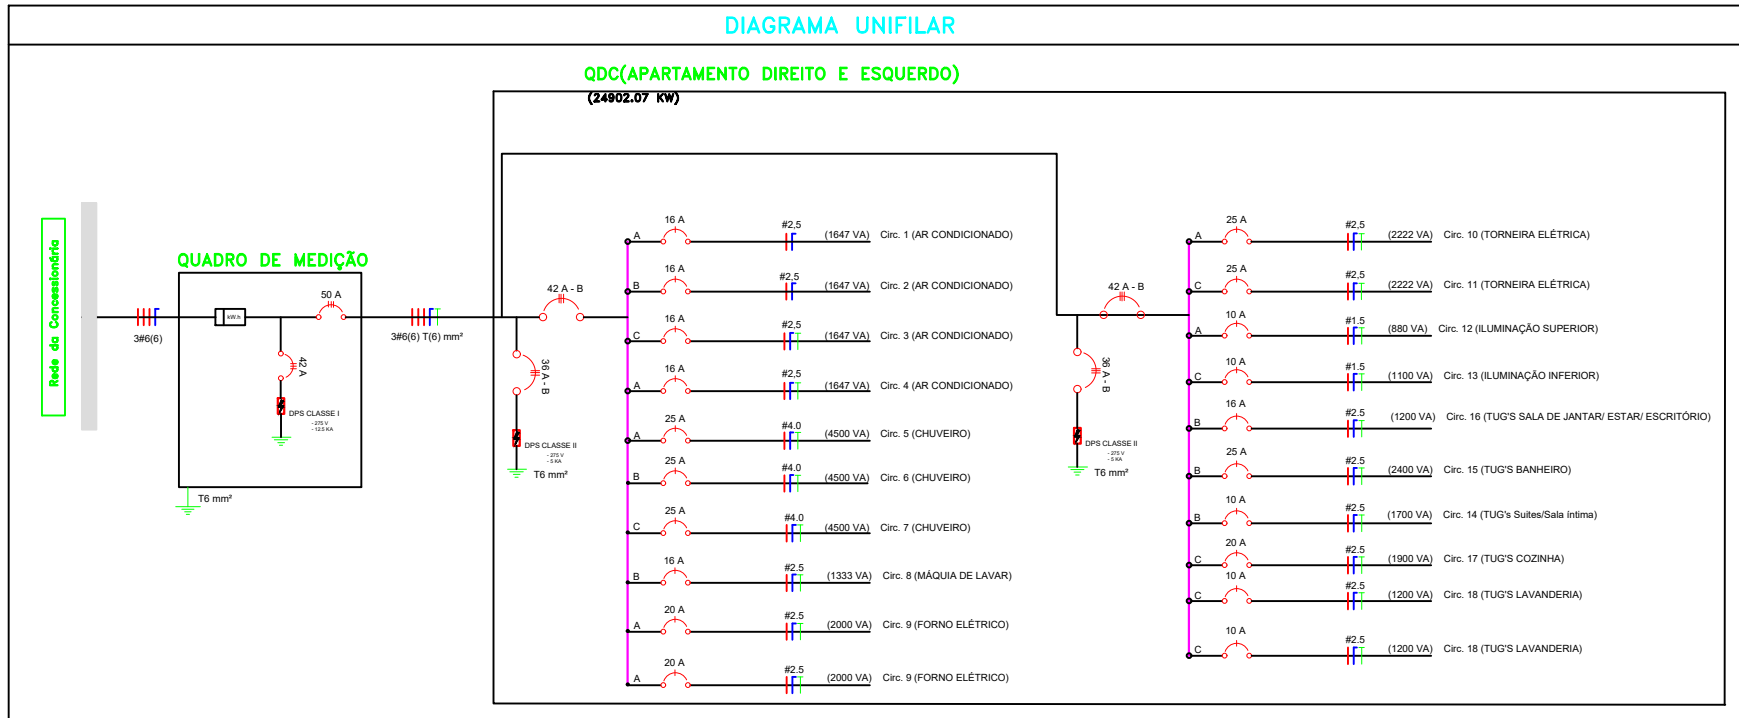 DIAGRAMA UNIFILAR
QDC(APARTAMENTO DIREITO E ESQUERDO)
(24902.07 KW)
Rede da Concessionária
3#6(6)
QUADRO DE MEDIÇÃO
kW.h
50 A
42 A
DPS CLASSE I
- 275 V
- 12.5 KA
T6 mm²
3#6(6) T(6) mm²
42 A - B
36 A - B
DPS CLASSE II
- 275 V
- 5 KA
T6 mm²
A 16 A #2,5 (1647 VA) Circ. 1 (AR CONDICIONADO)
B 16 A #2,5 (1647 VA) Circ. 2 (AR CONDICIONADO)
C 16 A #2,5 (1647 VA) Circ. 3 (AR CONDICIONADO)
A 16 A #2,5 (1647 VA) Circ. 4 (AR CONDICIONADO)
A 25 A #4.0 (4500 VA) Circ. 5 (CHUVEIRO)
B 25 A #4.0 (4500 VA) Circ. 6 (CHUVEIRO)
C 25 A #4.0 (4500 VA) Circ. 7 (CHUVEIRO)
B 16 A #2.5 (1333 VA) Circ. 8 (MÁQUIA DE LAVAR)
A 20 A #2.5 (2000 VA) Circ. 9 (FORNO ELÉTRICO)
A 20 A #2.5 (2000 VA) Circ. 9 (FORNO ELÉTRICO)
42 A - B
36 A - B
DPS CLASSE II
- 275 V
- 5 KA
T6 mm²
A 25 A #2,5 (2222 VA) Circ. 10 (TORNEIRA ELÉTRICA)
C 25 A #2,5 (2222 VA) Circ. 11 (TORNEIRA ELÉTRICA)
A 10 A #1.5 (880 VA) Circ. 12 (ILUMINAÇÃO SUPERIOR)
C 10 A #1.5 (1100 VA) Circ. 13 (ILUMINAÇÃO INFERIOR)
B 16 A #2.5 (1200 VA) Circ. 16 (TUG'S SALA DE JANTAR/ ESTAR/ ESCRITÓRIO)
B 25 A #2.5 (2400 VA) Circ. 15 (TUG'S BANHEIRO)
B 10 A #2.5 (1700 VA) Circ. 14 (TUG's Suites/Sala íntima)
C 20 A #2.5 (1900 VA) Circ. 17 (TUG'S COZINHA)
C 10 A #2.5 (1200 VA) Circ. 18 (TUG'S LAVANDERIA)
C 10 A #2.5 (1200 VA) Circ. 18 (TUG'S LAVANDERIA)